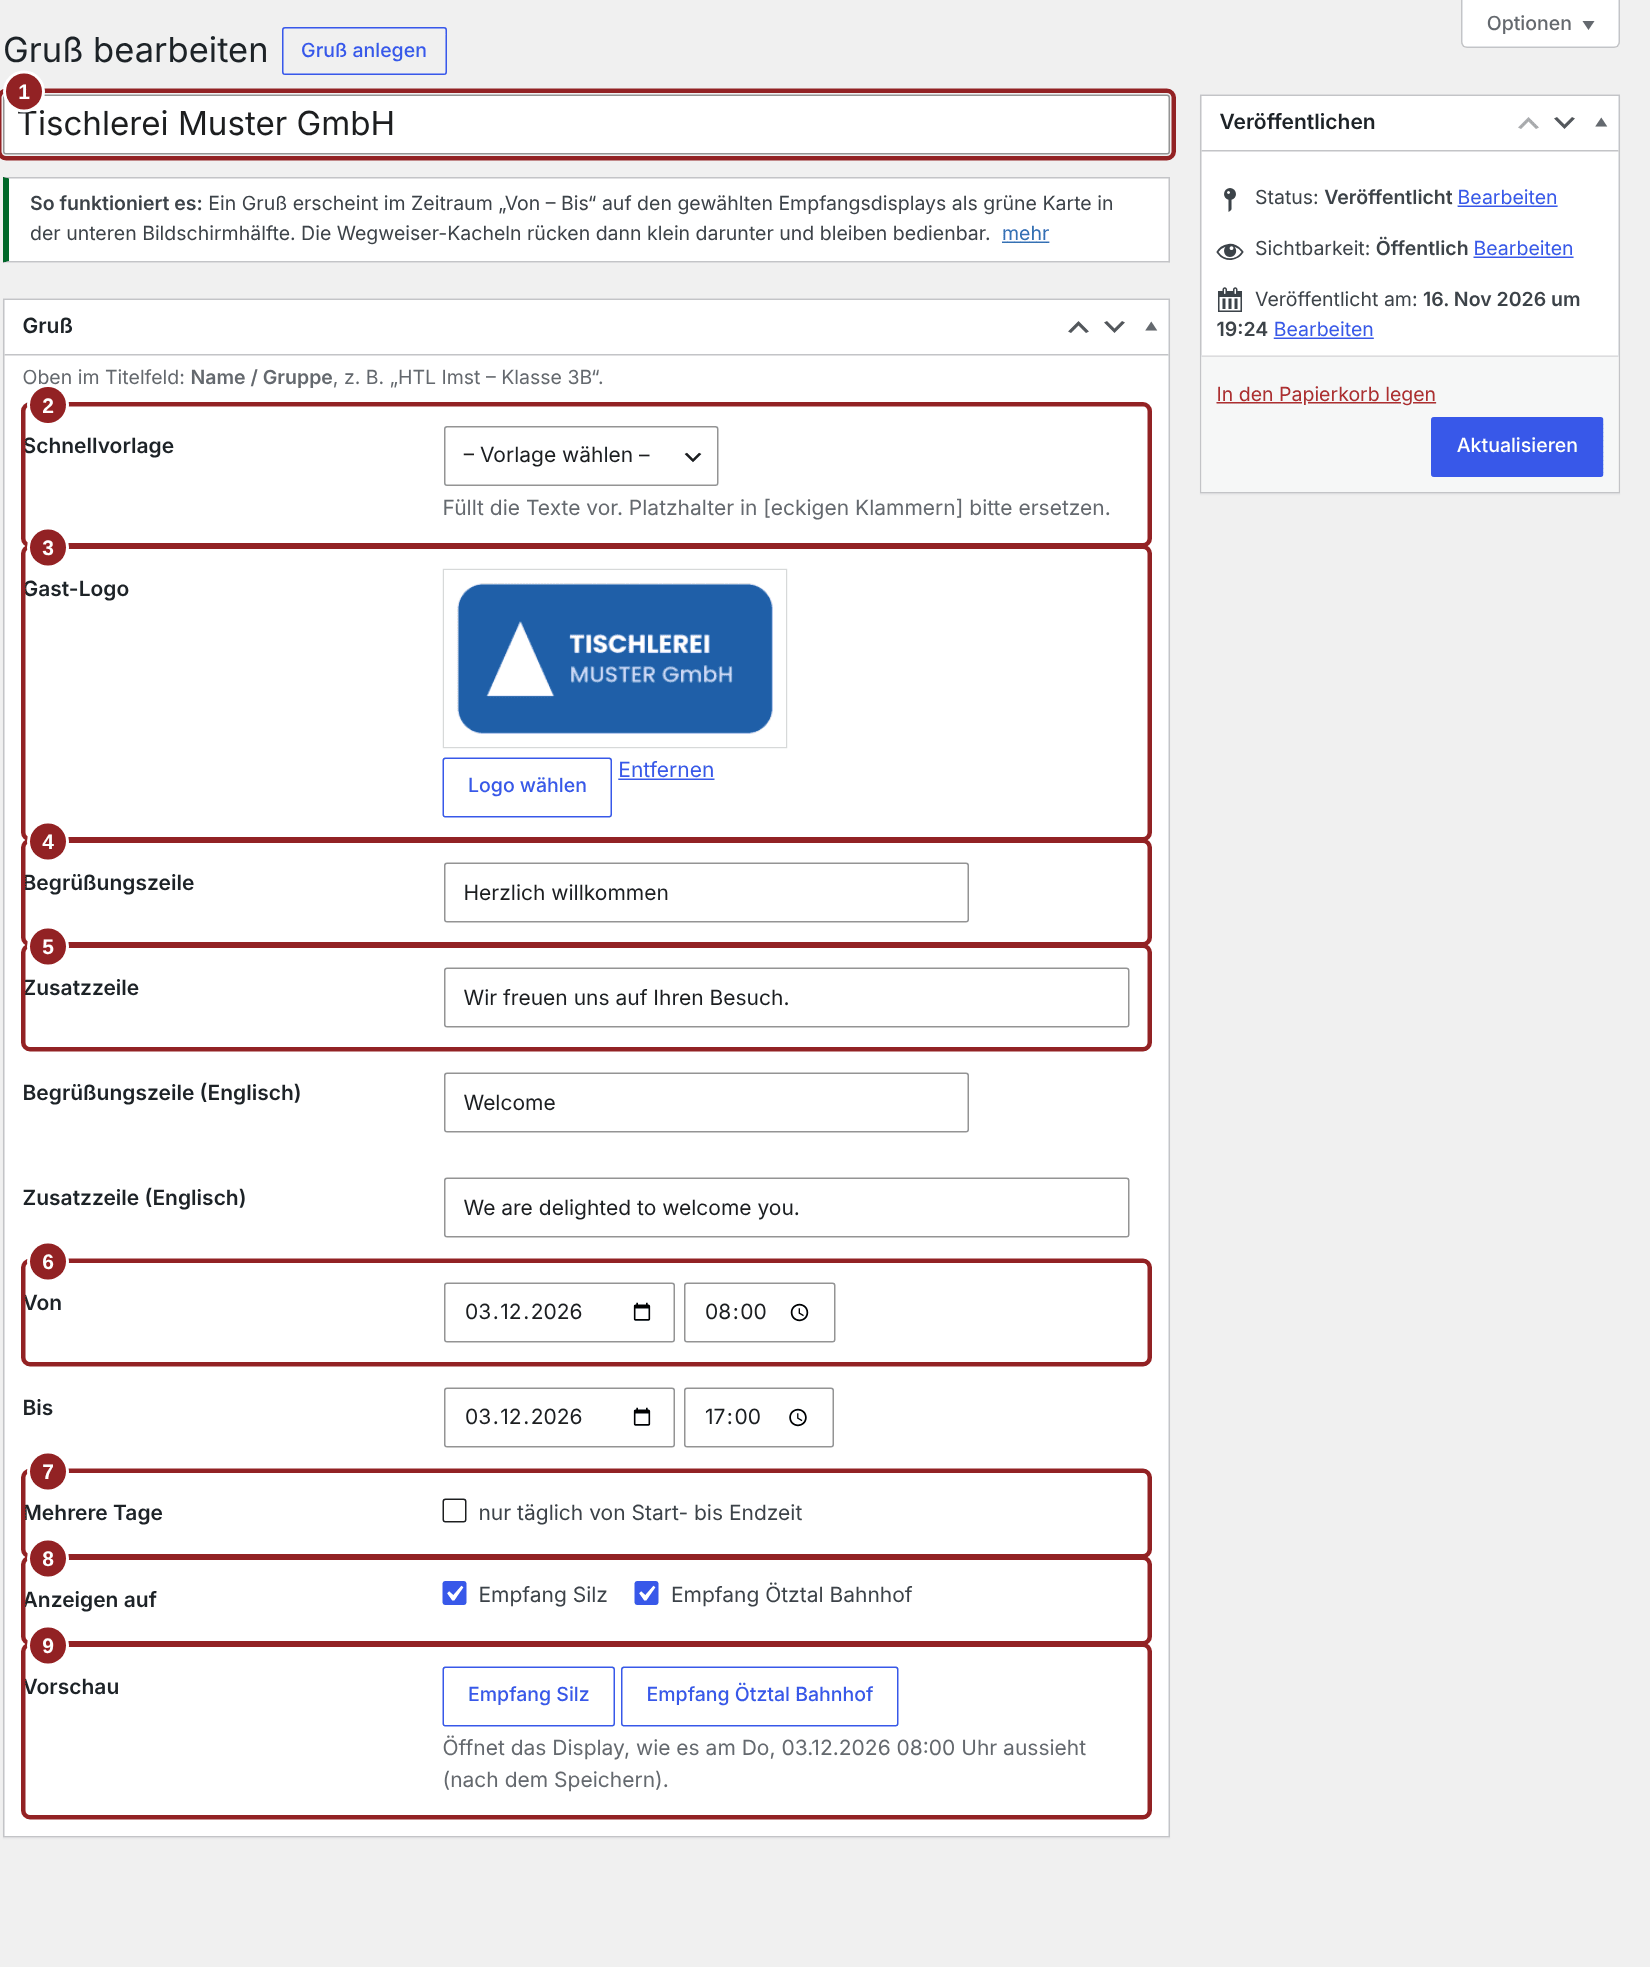 Optionen
Gruß bearbeiten
Gruß anlegen
1
Tischlerei Muster GmbH
So funktioniert es: Ein Gruß erscheint im Zeitraum „Von – Bis“ auf den gewählten Empfangsdisplays als grüne Karte in
der unteren Bildschirmhälfte. Die Wegweiser-Kacheln rücken dann klein darunter und bleiben bedienbar. mehr
Gruß
Oben im Titelfeld: Name / Gruppe, z. B. „HTL Imst – Klasse 3B“.
2
Schnellvorlage
– Vorlage wählen –
Füllt die Texte vor. Platzhalter in [eckigen Klammern] bitte ersetzen.
3
Gast-Logo
TISCHLEREI
MUSTER GmbH
Logo wählen
Entfernen
4
Begrüßungszeile
Herzlich willkommen
5
Zusatzzeile
Wir freuen uns auf Ihren Besuch.
Begrüßungszeile (Englisch)
Welcome
Zusatzzeile (Englisch)
We are delighted to welcome you.
6
Von
03.12.2026
08:00
Bis
03.12.2026
17:00
7
Mehrere Tage
nur täglich von Start- bis Endzeit
8
Anzeigen auf
Empfang Silz
Empfang Ötztal Bahnhof
9
Vorschau
Empfang Silz
Empfang Ötztal Bahnhof
Öffnet das Display, wie es am Do, 03.12.2026 08:00 Uhr aussieht
(nach dem Speichern).
Veröffentlichen
Status: Veröffentlicht Bearbeiten
Sichtbarkeit: Öffentlich Bearbeiten
Veröffentlicht am: 16. Nov 2026 um
19:24 Bearbeiten
In den Papierkorb legen
Aktualisieren